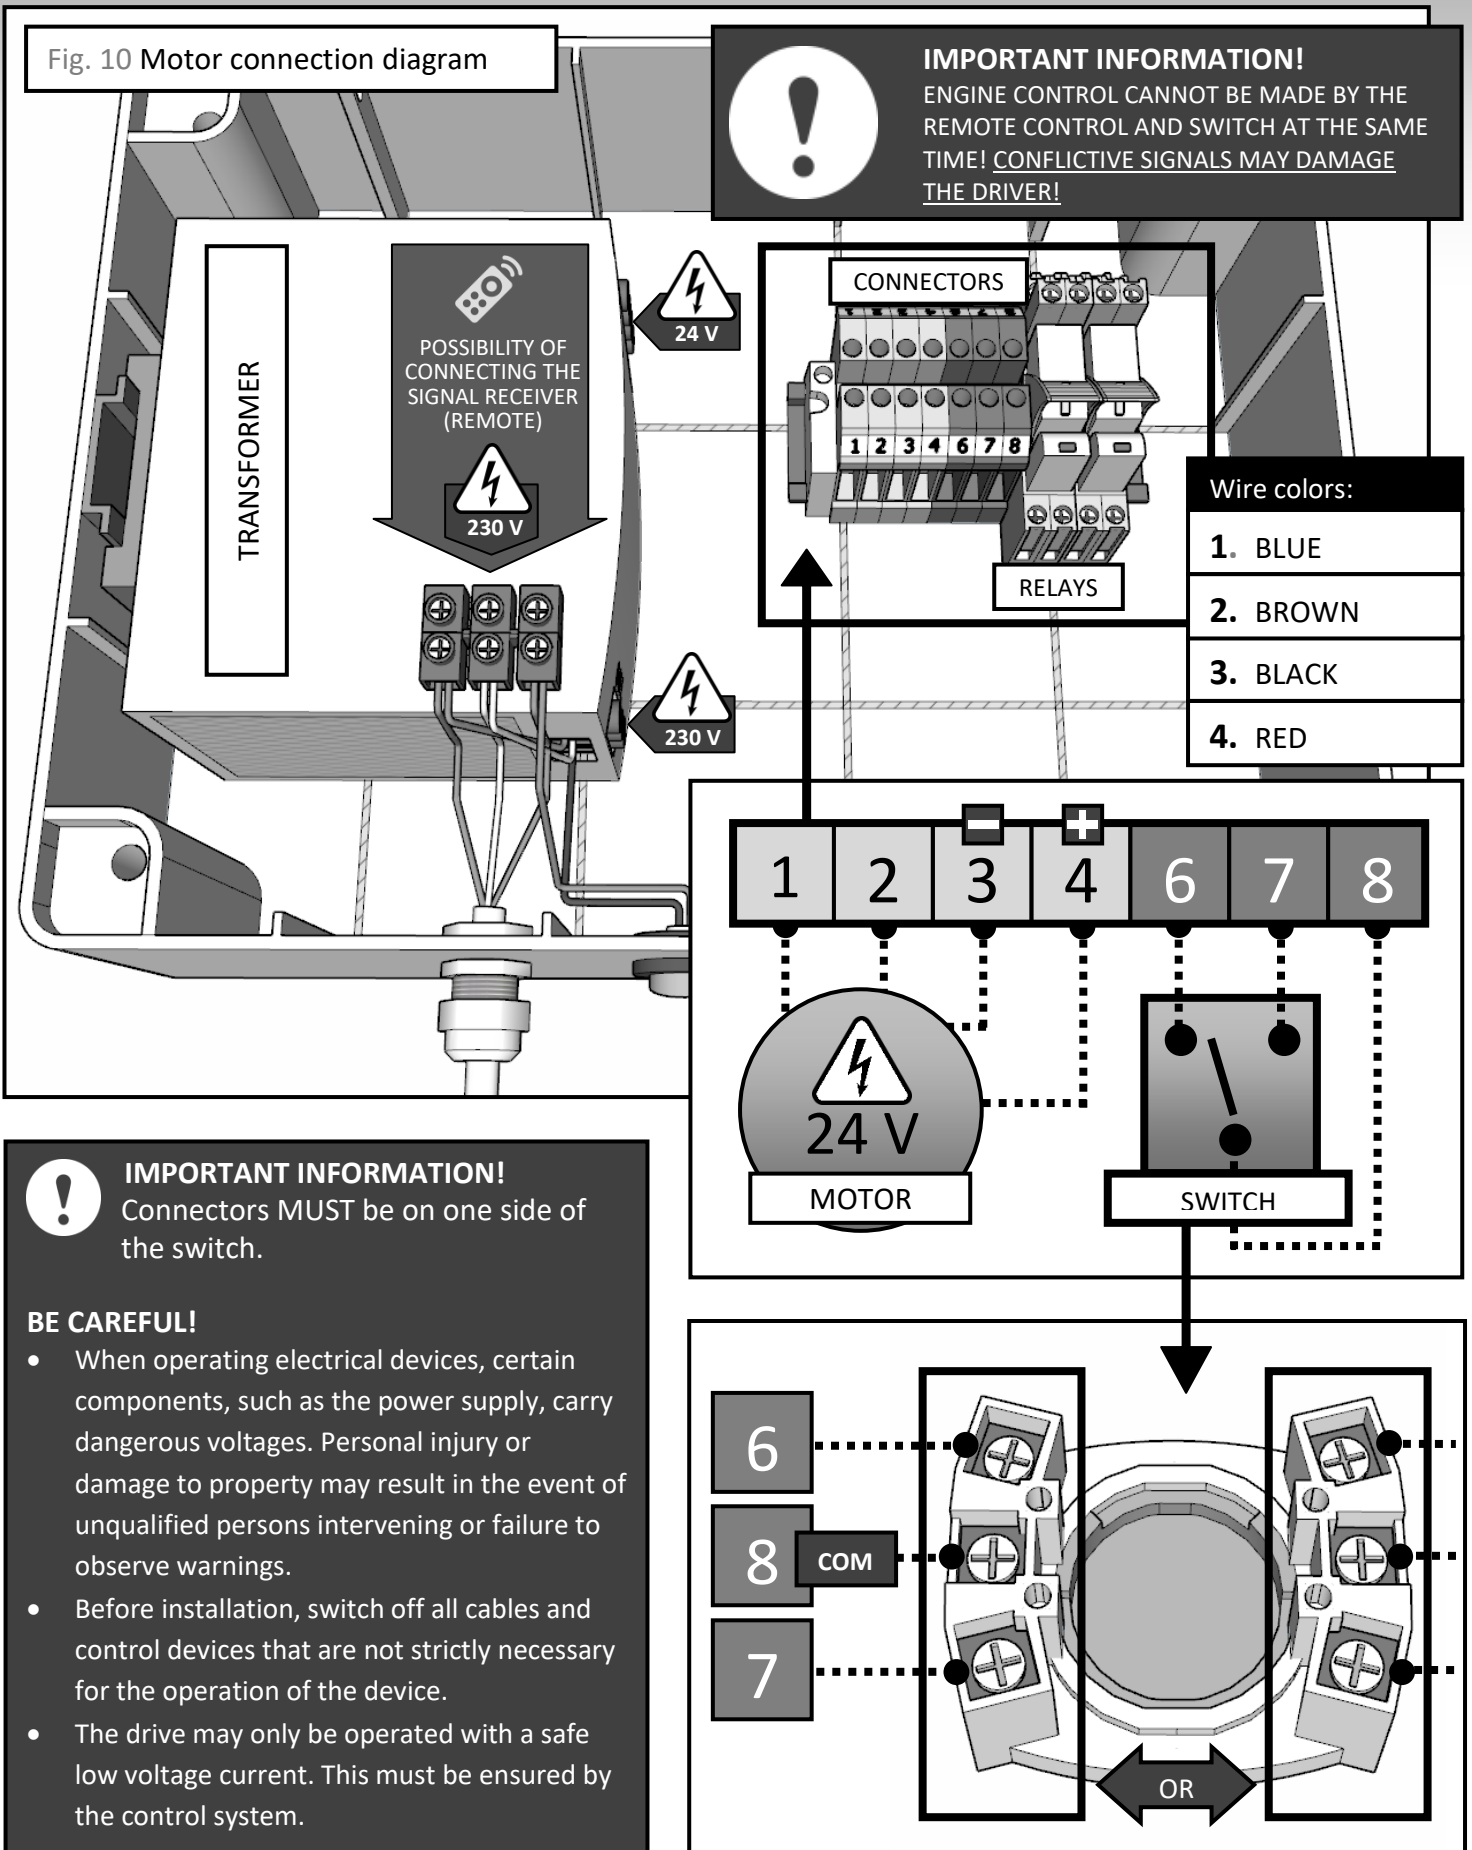 Fig. 10 Motor connection diagram
IMPORTANT INFORMATION!
ENGINE CONTROL CANNOT BE MADE BY THE
REMOTE CONTROL AND SWITCH AT THE SAME
TIME! CONFLICTIVE SIGNALS MAY DAMAGE
THE DRIVER!
TRANSFORMER
POSSIBILITY OF
CONNECTING THE
SIGNAL RECEIVER
(REMOTE)
230 V
24 V
230 V
CONNECTORS
1 2 3 4 6 7 8
1 2 3 4 6 7 8
RELAYS
Wire colors:
1. BLUE
2. BROWN
3. BLACK
4. RED
1 2 3 4 6 7 8
24 V
MOTOR
SWITCH
IMPORTANT INFORMATION!
Connectors MUST be on one side of
the switch.
BE CAREFUL!
• When operating electrical devices, certain
components, such as the power supply, carry
dangerous voltages. Personal injury or
damage to property may result in the event of
unqualified persons intervening or failure to
observe warnings.
• Before installation, switch off all cables and
control devices that are not strictly necessary
for the operation of the device.
• The drive may only be operated with a safe
low voltage current. This must be ensured by
the control system.
6
8 COM
7
OR